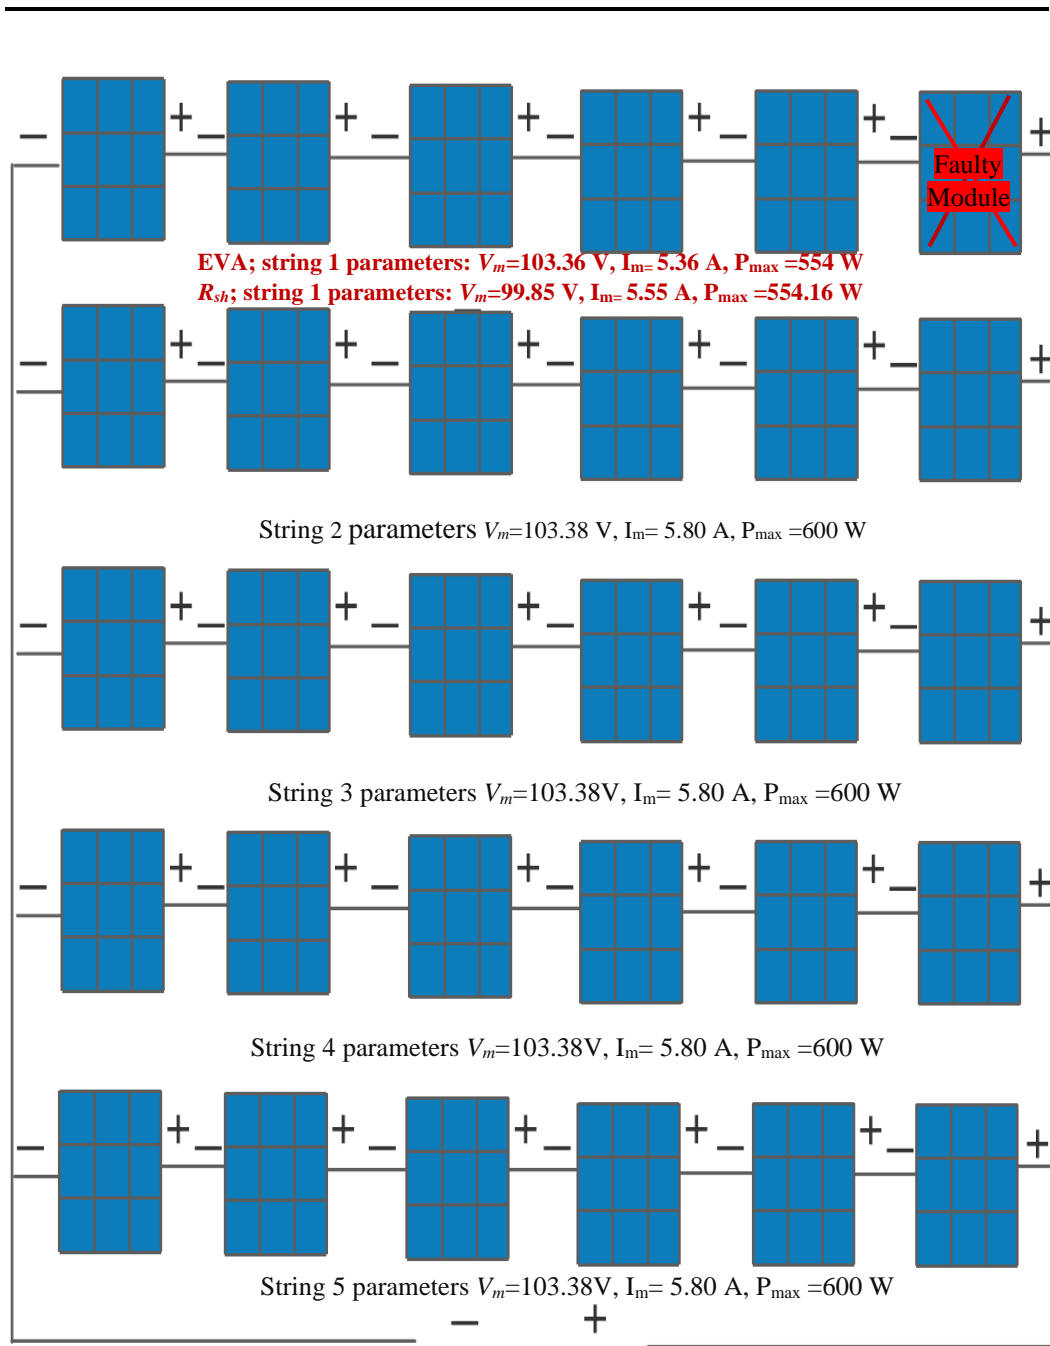 Faulty
Module
EVA; string 1 parameters: Vm=103.36 V, Im= 5.36 A, Pmax =554 W
Rsh; string 1 parameters: Vm=99.85 V, Im= 5.55 A, Pmax =554.16 W
String 2 parameters Vm=103.38 V, Im= 5.80 A, Pmax =600 W
String 3 parameters Vm=103.38V, Im= 5.80 A, Pmax =600 W
String 4 parameters Vm=103.38V, Im= 5.80 A, Pmax =600 W
String 5 parameters Vm=103.38V, Im= 5.80 A, Pmax =600 W